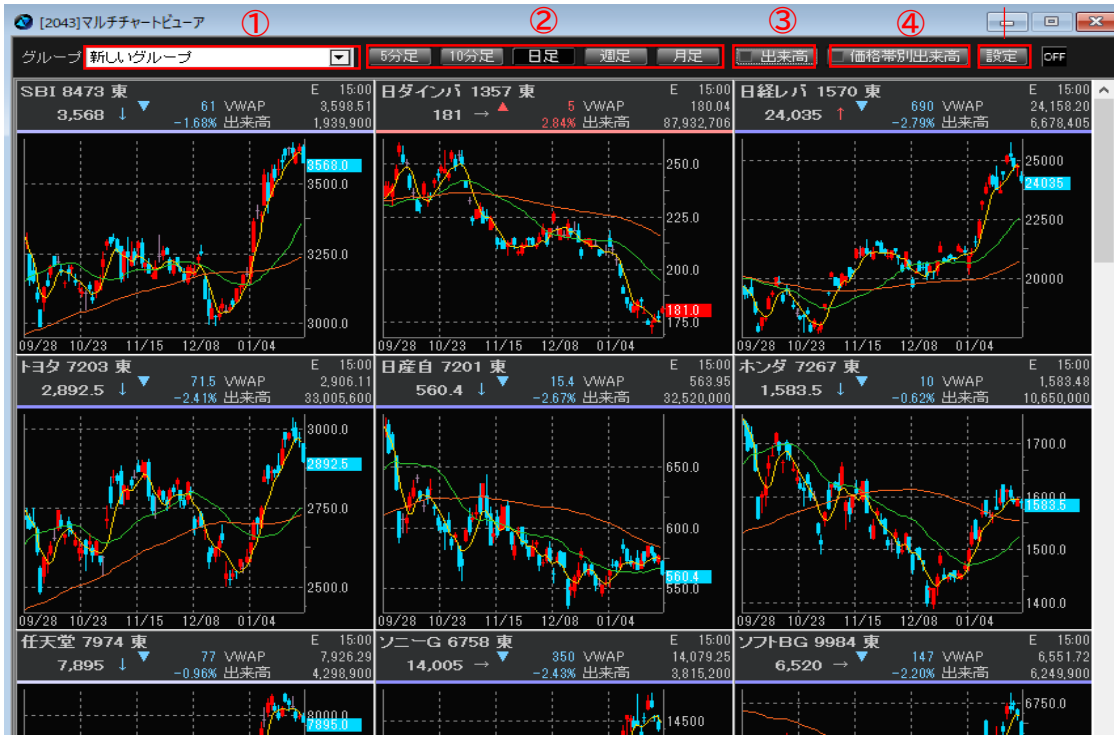 ① ② ③ ④
[2043]マルチチャートビューア
グループ 新しいグループ 5分足 10分足 日足 週足 月足 出来高 価格帯別出来高 設定 OFF
SBI 8473 東 E 15:00
3,568 ↓ ▼ 61 VWAP 3,598.51
-1.68% 出来高 1,939,900
3568.0
3500.0
3250.0
3000.0
09/28 10/23 11/15 12/08 01/04
日ダインバ 1357 東 E 15:00
181 → ▲ 5 VWAP 180.04
2.84% 出来高 87,932,706
250.0
225.0
200.0
181.0
175.0
09/28 10/23 11/15 12/08 01/04
日経レバ 1570 東 E 15:00
24,035 ↑ ▼ 690 VWAP 24,158.20
-2.79% 出来高 6,678,405
25000
24035
22500
20000
09/28 10/23 11/15 12/08 01/04
トヨタ 7203 東 E 15:00
2,892.5 ↓ ▼ 71.5 VWAP 2,906.11
-2.41% 出来高 33,005,600
3000.0
2892.5
2750.0
2500.0
09/28 10/23 11/15 12/08 01/04
日産自 7201 東 E 15:00
560.4 ↓ ▼ 15.4 VWAP 563.95
-2.67% 出来高 32,520,000
650.0
600.0
560.4
550.0
09/28 10/23 11/15 12/08 01/04
ホンダ 7267 東 E 15:00
1,583.5 ↓ ▼ 10 VWAP 1,583.48
-0.62% 出来高 10,650,000
1700.0
1600.0
1583.5
1500.0
1400.0
09/28 10/23 11/15 12/08 01/04
任天堂 7974 東 E 15:00
7,895 ↓ ▼ 77 VWAP 7,926.29
-0.96% 出来高 4,298,900
8000.0
7895.0
ソニーG 6758 東 E 15:00
14,005 → ▼ 350 VWAP 14,079.25
-2.43% 出来高 3,815,200
14500
ソフトBG 9984 東 E 15:00
6,520 → ▼ 147 VWAP 6,551.72
-2.20% 出来高 6,249,900
6750.0